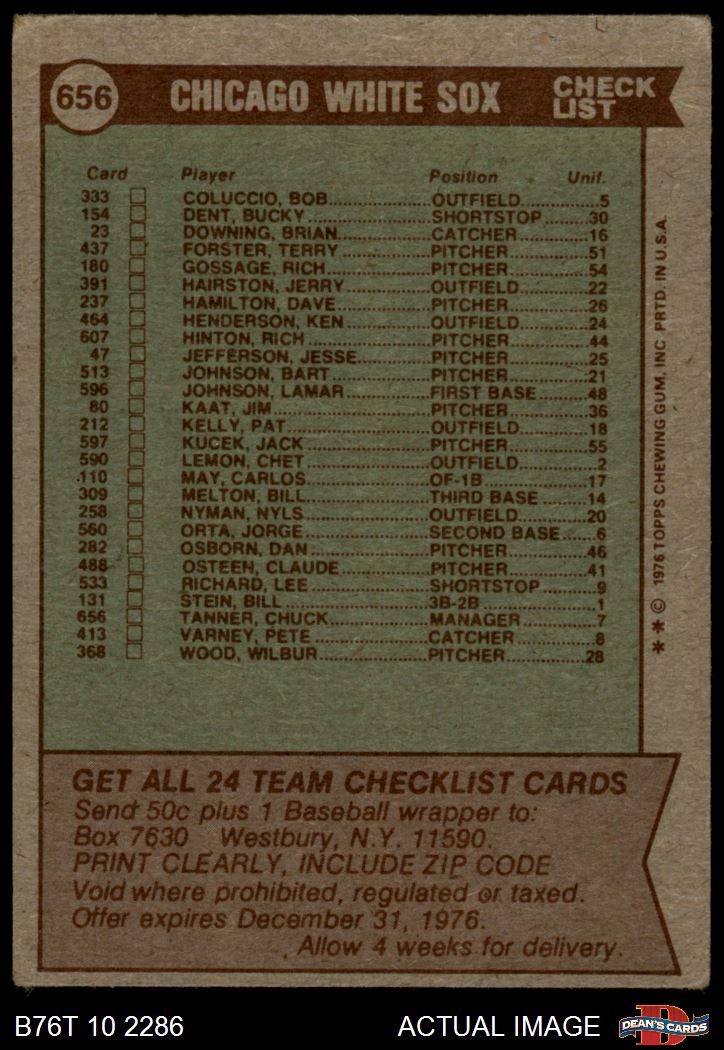 656 CHICAGO WHITE SOX CHECK LIST
Card Player Position Unif.
333 COLUCCIO, BOB OUTFIELD 5
154 DENT, BUCKY SHORTSTOP 30
23 DOWNING, BRIAN CATCHER 16
437 FORSTER, TERRY PITCHER 51
180 GOSSAGE, RICH PITCHER 54
391 HAIRSTON, JERRY OUTFIELD 22
237 HAMILTON, DAVE PITCHER 26
464 HENDERSON, KEN OUTFIELD 24
607 HINTON, RICH PITCHER 44
47 JEFFERSON, JESSE PITCHER 25
513 JOHNSON, BART PITCHER 21
596 JOHNSON, LAMAR FIRST BASE 48
80 KAAT, JIM PITCHER 36
212 KELLY, PAT OUTFIELD 18
597 KUCEK, JACK PITCHER 55
590 LEMON, CHET OUTFIELD 2
110 MAY, CARLOS OF-1B 17
309 MELTON, BILL THIRD BASE 14
258 NYMAN, NYLS OUTFIELD 20
560 ORTA, JORGE SECOND BASE 6
282 OSBORN, DAN PITCHER 46
488 OSTEEN, CLAUDE PITCHER 41
533 RICHARD, LEE SHORTSTOP 9
131 STEIN, BILL 3B-2B 1
656 TANNER, CHUCK MANAGER 7
413 VARNEY, PETE CATCHER 8
368 WOOD, WILBUR PITCHER 28
* * © 1976 TOPPS CHEWING GUM, INC. PRTD. IN U.S.A.
GET ALL 24 TEAM CHECKLIST CARDS
Send 50c plus 1 Baseball wrapper to:
Box 7630 Westbury, N.Y. 11590.
PRINT CLEARLY, INCLUDE ZIP CODE
Void where prohibited, regulated or taxed.
Offer expires December 31, 1976.
Allow 4 weeks for delivery.
B76T 10 2286 ACTUAL IMAGE D DEAN'S CARDS